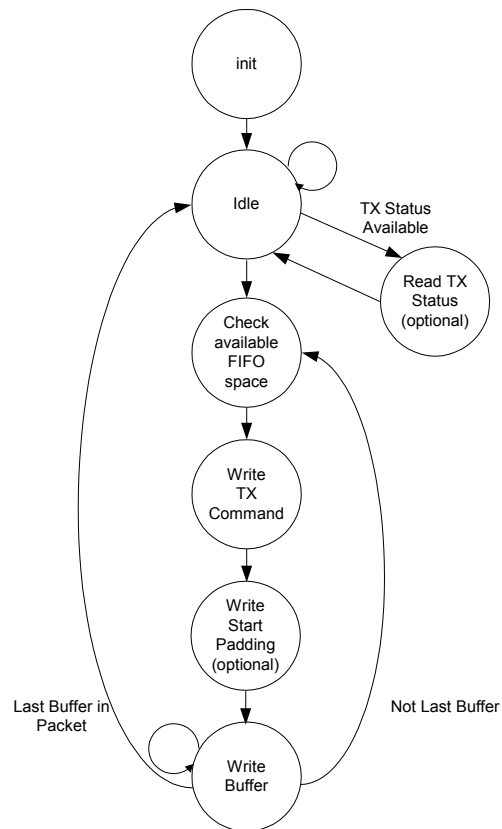 init
Idle
TX Status
Available
Read TX
Status
(optional)
Check
available
FIFO
space
Write
TX
Command
Write
Start
Padding
(optional)
Last Buffer in
Packet
Not Last Buffer
Write
Buffer